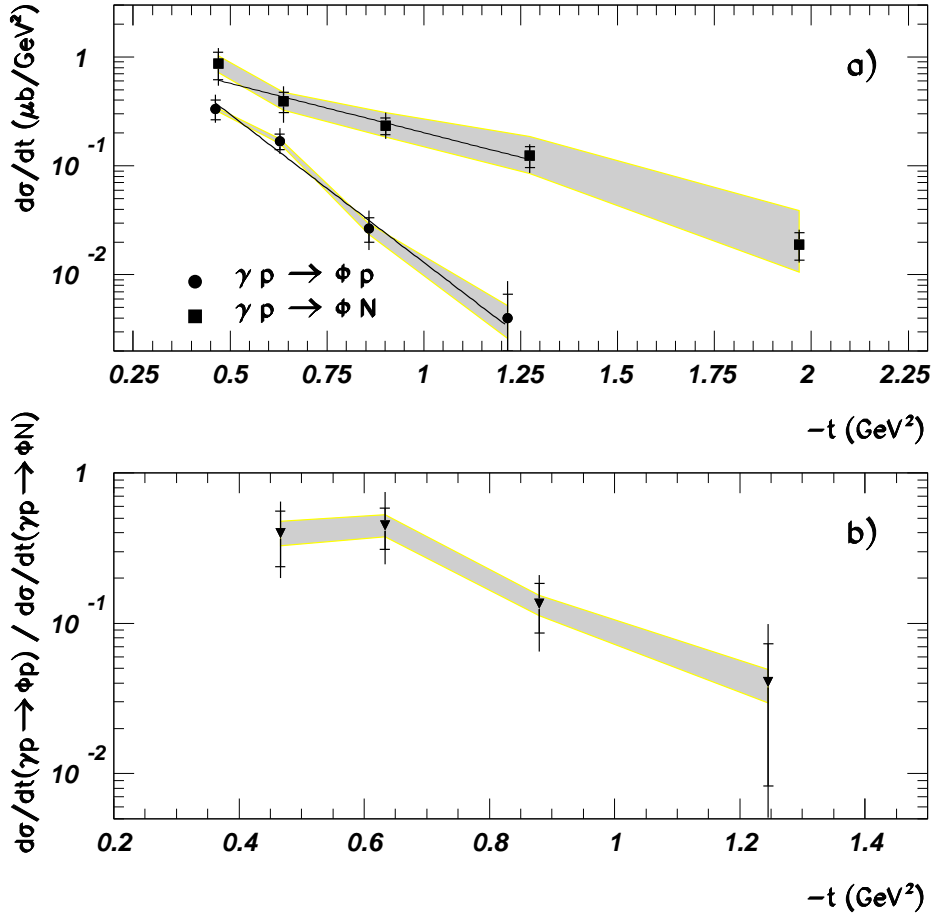 dσ/dt (μb/GeV²)
1
10⁻¹
10⁻²
a)
γ p → Φ p
γ p → Φ N
0.25 0.5 0.75 1 1.25 1.5 1.75 2 2.25
−t (GeV²)
dσ/dt(γp → Φp) / dσ/dt(γp → ΦN)
1
10⁻¹
10⁻²
b)
0.2 0.4 0.6 0.8 1 1.2 1.4
−t (GeV²)